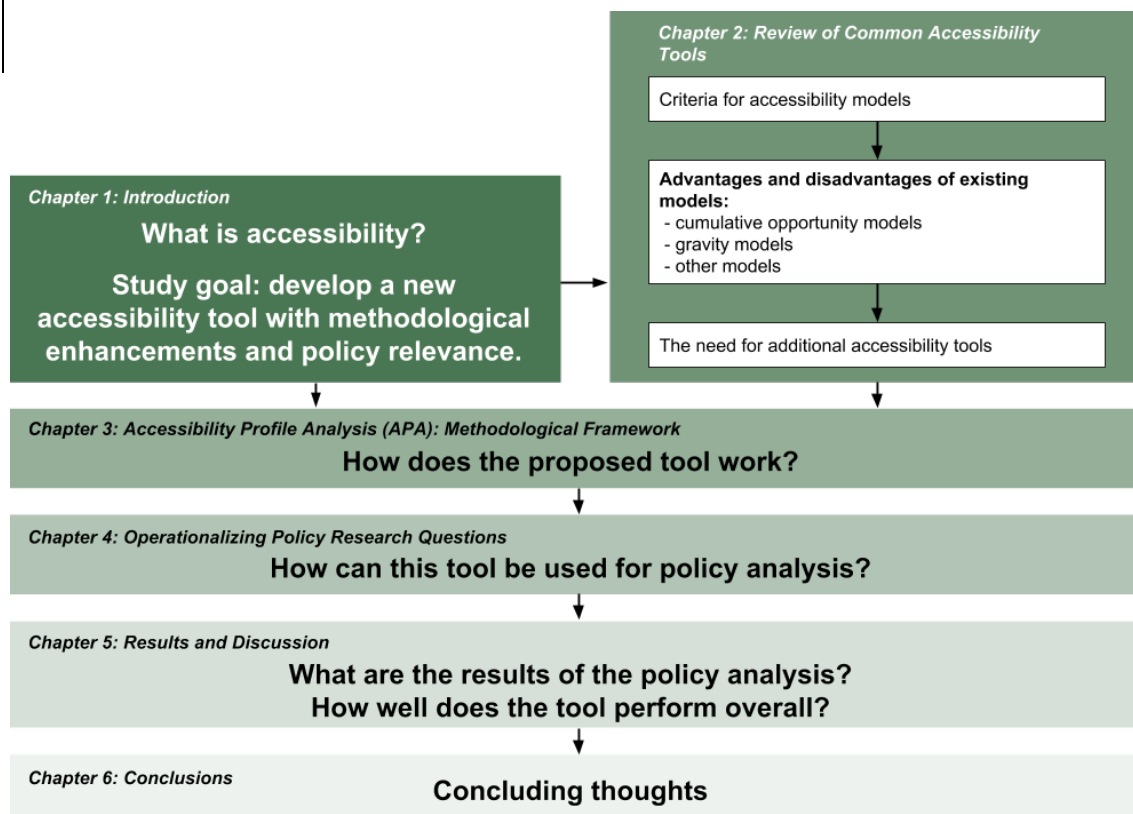 Chapter 1: Introduction
What is accessibility?
Study goal: develop a new
accessibility tool with methodological
enhancements and policy relevance.
Chapter 2: Review of Common Accessibility
Tools
Criteria for accessibility models
Advantages and disadvantages of existing
models:
- cumulative opportunity models
- gravity models
- other models
The need for additional accessibility tools
Chapter 3: Accessibility Profile Analysis (APA): Methodological Framework
How does the proposed tool work?
Chapter 4: Operationalizing Policy Research Questions
How can this tool be used for policy analysis?
Chapter 5: Results and Discussion
What are the results of the policy analysis?
How well does the tool perform overall?
Chapter 6: Conclusions
Concluding thoughts